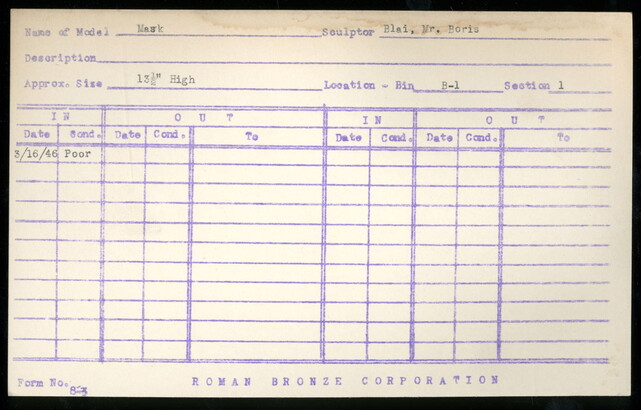 Name of Model Mask Sculptor Blai, Mr. Boris
Description
Approx. Size 13½" High Location - Bin B-1 Section 1
IN OUT IN OUT
Date Cond. Date Cond. To Date Cond. Date Cond. To
3/16/46 Poor
Form No. 823 ROMAN BRONZE CORPORATION